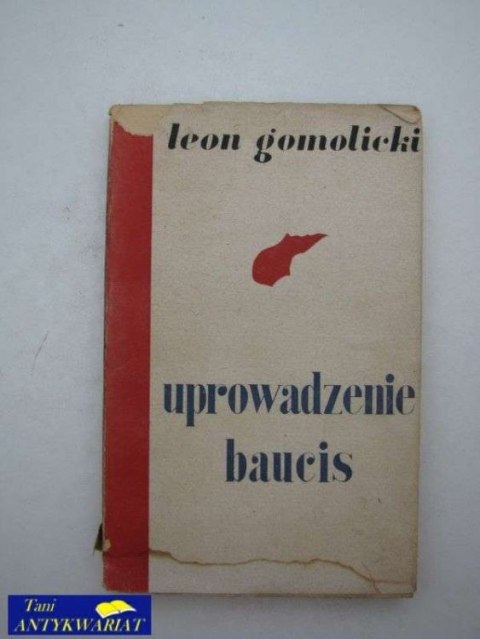 leon gomolicki
uprowadzenie
baucis
Tani
ANTYKWARIAT